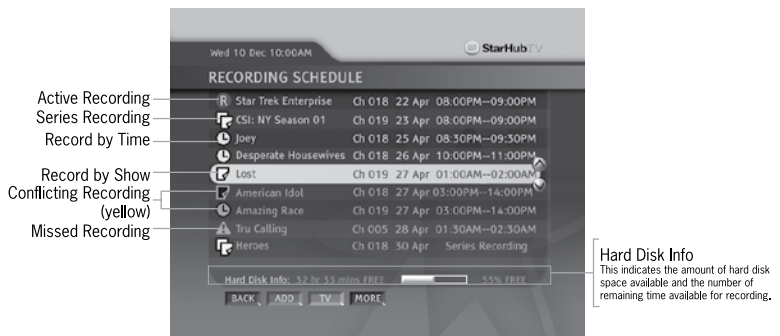 Wed 10 Dec 10:00AM
StarHub TV
RECORDING SCHEDULE
Active Recording
R Star Trek Enterprise Ch 018 22 Apr 08:00PM--09:00PM
Series Recording
CSI: NY Season 01 Ch 019 23 Apr 08:00PM--09:00PM
Record by Time
Joey Ch 018 25 Apr 08:30PM--09:30PM
Desperate Housewives Ch 018 26 Apr 10:00PM--11:00PM
Record by Show
Lost Ch 019 27 Apr 01:00AM--02:00AM
Conflicting Recording
(yellow)
American Idol Ch 018 27 Apr 03:00PM--14:00PM
Amazing Race Ch 019 27 Apr 03:00PM--14:00PM
Missed Recording
Tru Calling Ch 005 28 Apr 01:30AM--02:30AM
Heroes Ch 018 30 Apr Series Recording
Hard Disk Info: 32 hr 55 mins FREE 55% FREE
BACK ADD TV MORE
Hard Disk Info
This indicates the amount of hard disk
space available and the number of
remaining time available for recording.